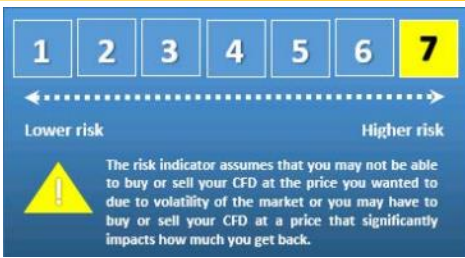 1 2 3 4 5 6 7
Lower risk Higher risk
!
The risk indicator assumes that you may not be able
to buy or sell your CFD at the price you wanted to
due to volatility of the market or you may have to
buy or sell your CFD at a price that significantly
impacts how much you get back.